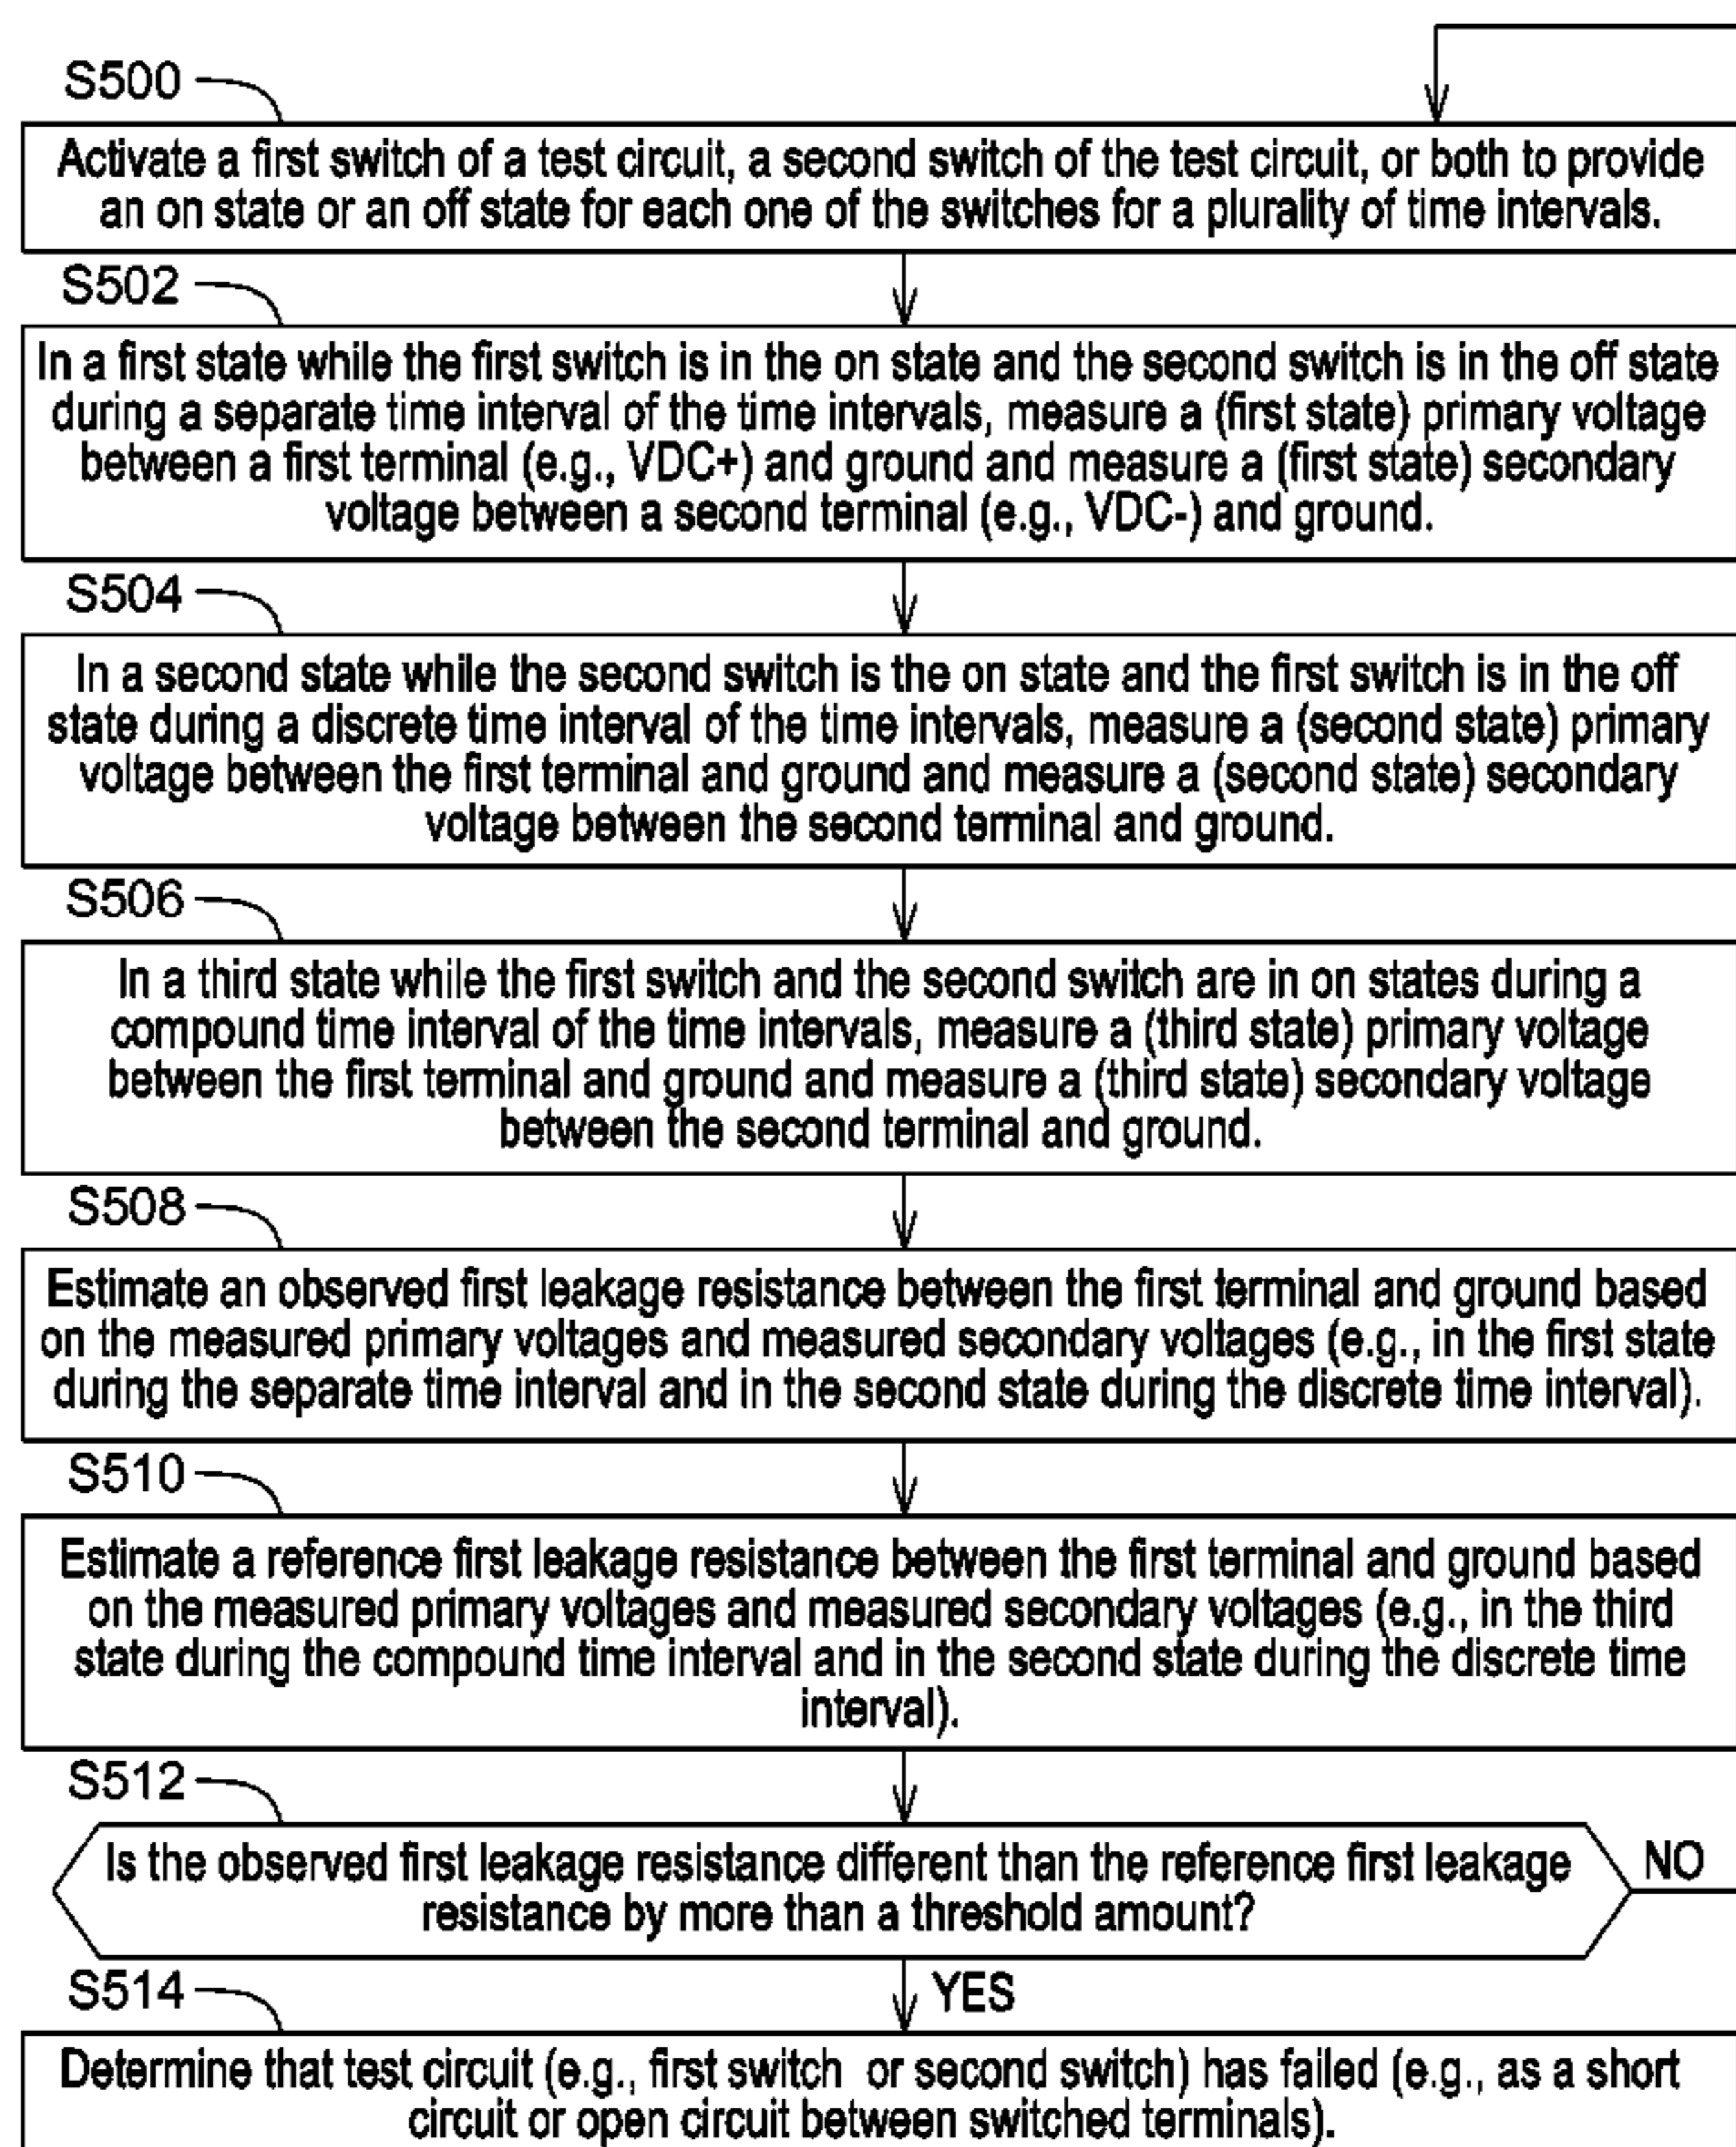 S500
Activate a first switch of a test circuit, a second switch of the test circuit, or both to provide
an on state or an off state for each one of the switches for a plurality of time intervals.
S502
In a first state while the first switch is in the on state and the second switch is in the off state
during a separate time interval of the time intervals, measure a (first state) primary voltage
between a first terminal (e.g., VDC+) and ground and measure a (first state) secondary
voltage between a second terminal (e.g., VDC-) and ground.
S504
In a second state while the second switch is the on state and the first switch is in the off
state during a discrete time interval of the time intervals, measure a (second state) primary
voltage between the first terminal and ground and measure a (second state) secondary
voltage between the second terminal and ground.
S506
In a third state while the first switch and the second switch are in on states during a
compound time interval of the time intervals, measure a (third state) primary voltage
between the first terminal and ground and measure a (third state) secondary voltage
between the second terminal and ground.
S508
Estimate an observed first leakage resistance between the first terminal and ground based
on the measured primary voltages and measured secondary voltages (e.g., in the first state
during the separate time interval and in the second state during the discrete time interval).
S510
Estimate a reference first leakage resistance between the first terminal and ground based
on the measured primary voltages and measured secondary voltages (e.g., in the third
state during the compound time interval and in the second state during the discrete time
interval).
S512
Is the observed first leakage resistance different than the reference first leakage
resistance by more than a threshold amount?
NO
S514
YES
Determine that test circuit (e.g., first switch or second switch) has failed (e.g., as a short
circuit or open circuit between switched terminals).